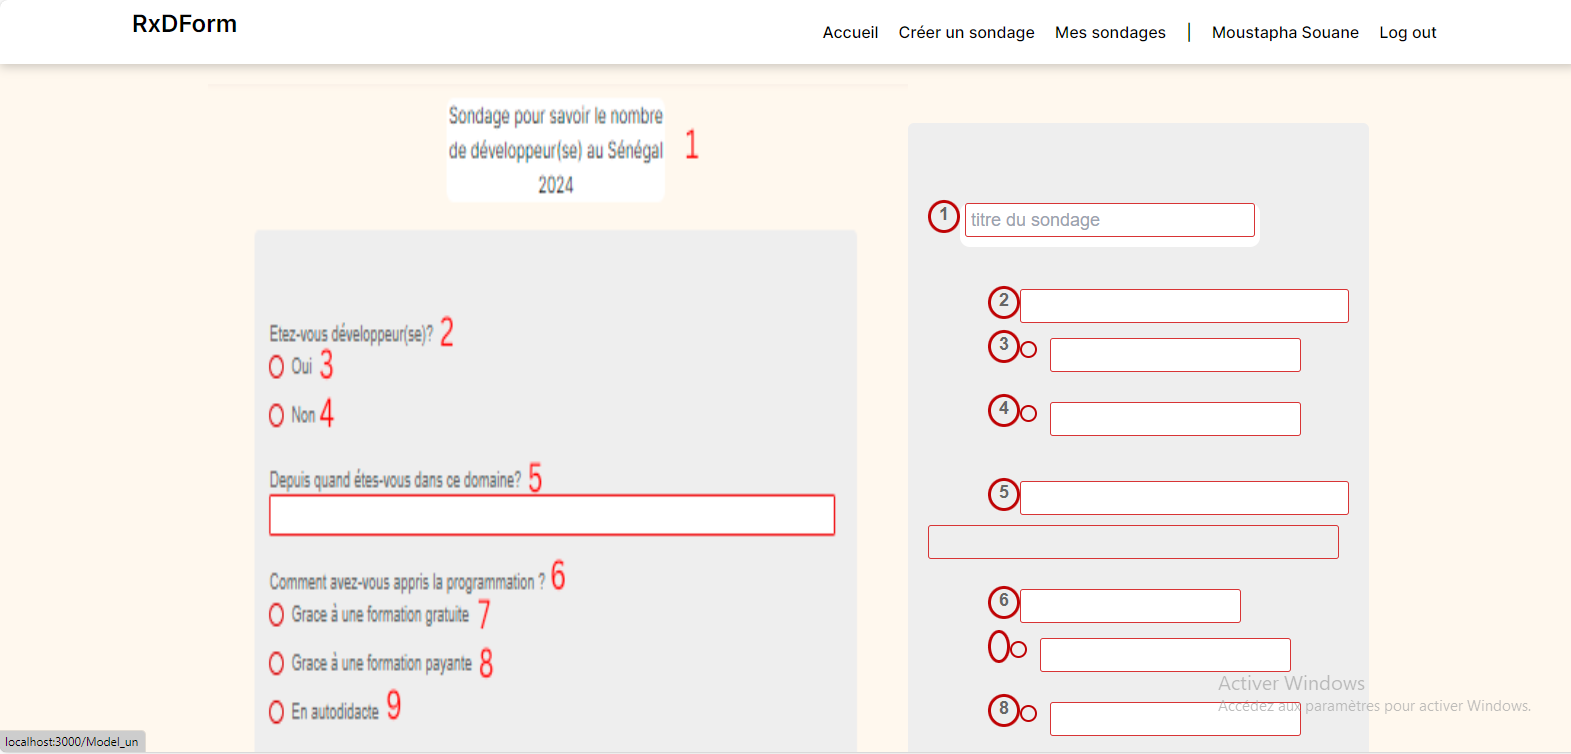 RxDForm
Accueil Créer un sondage Mes sondages | Moustapha Souane Log out
Sondage pour savoir le nombre
de développeur(se) au Sénégal 1
2024
Etez-vous développeur(se)? 2
Oui 3
Non 4
Depuis quand étes-vous dans ce domaine? 5
Comment avez-vous appris la programmation ? 6
Grace à une formation gratuite 7
Grace à une formation payante 8
En autodidacte 9
1 titre du sondage
2
3
4
5
6
8
Activer Windows
Accédez aux paramètres pour activer Windows.
localhost:3000/Model_un